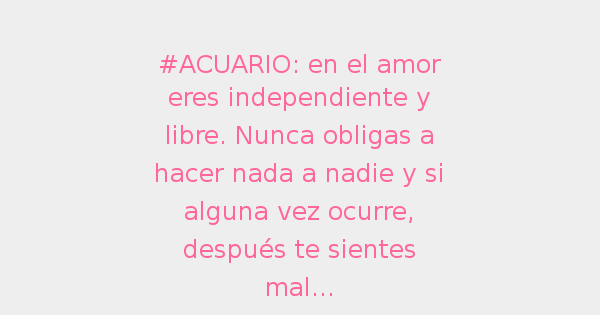 #ACUARIO: en el amor
eres independiente y
libre. Nunca obligas a
hacer nada a nadie y si
alguna vez ocurre,
después te sientes
mal...